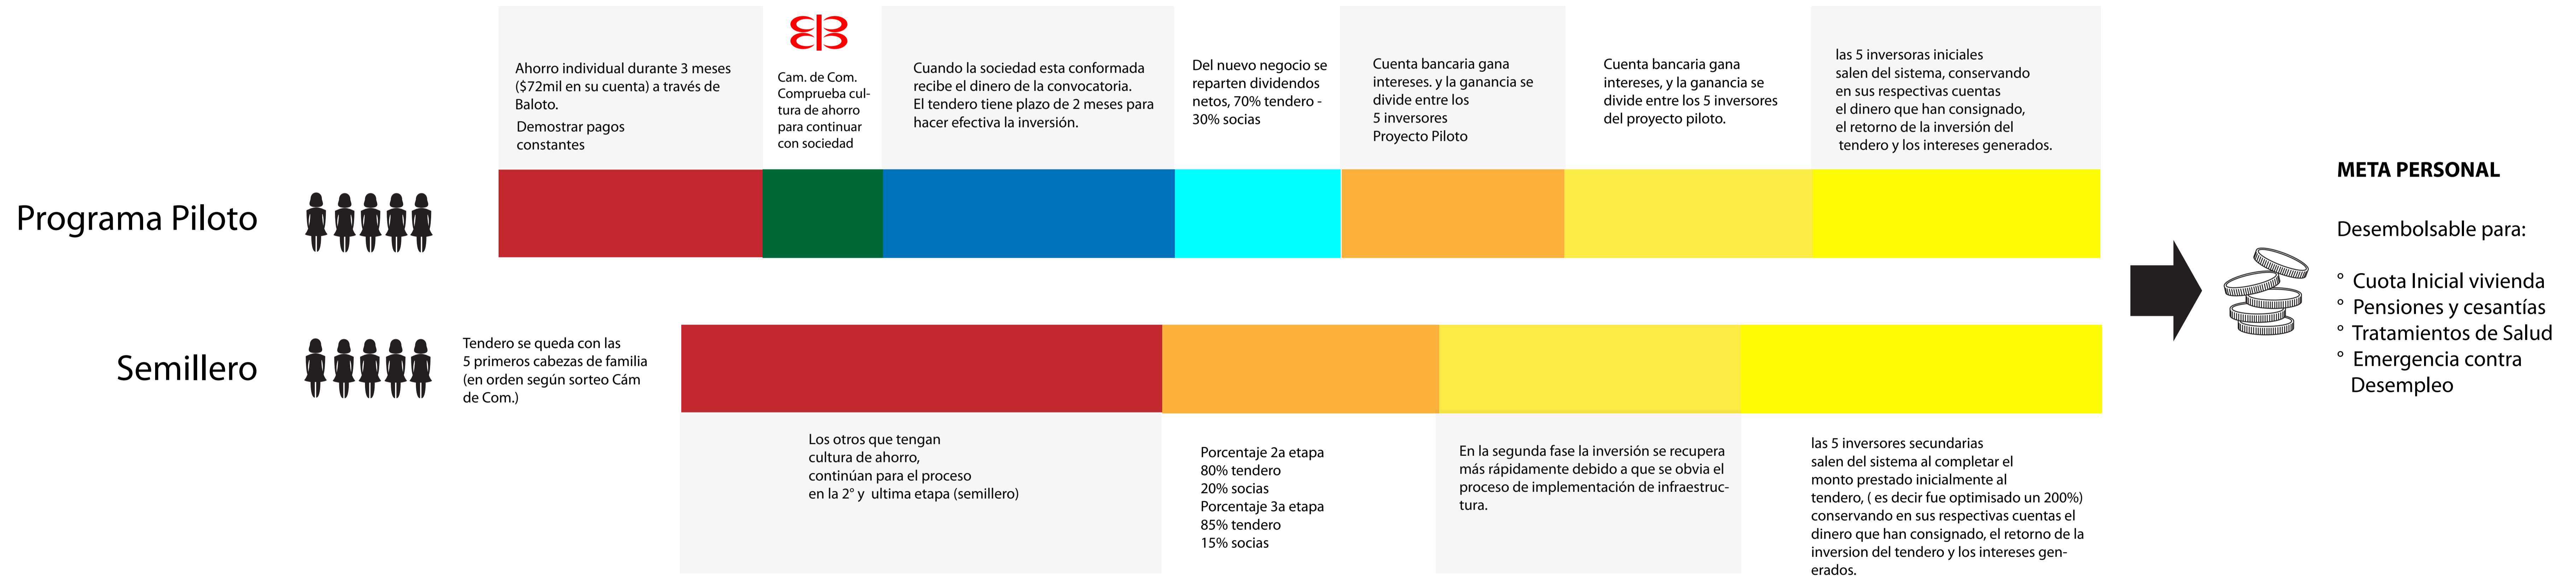 Ahorro individual durante 3 meses
($72mil en su cuenta) a través de
Baloto.
Demostrar pagos
constantes
Cam. de Com.
Comprueba cul-
tura de ahorro
para continuar
con sociedad
Cuando la sociedad esta conformada
recibe el dinero de la convocatoria.
El tendero tiene plazo de 2 meses para
hacer efectiva la inversión.
Del nuevo negocio se
reparten dividendos
netos, 70% tendero -
30% socias
Cuenta bancaria gana
intereses. y la ganancia se
divide entre los
5 inversores
Proyecto Piloto
Cuenta bancaria gana
intereses, y la ganancia se
divide entre los 5 inversores
del proyecto piloto.
las 5 inversoras iniciales
salen del sistema, conservando
en sus respectivas cuentas
el dinero que han consignado,
el retorno de la inversión del
tendero y los intereses generados.
Programa Piloto
META PERSONAL
Desembolsable para:
° Cuota Inicial vivienda
° Pensiones y cesantías
° Tratamientos de Salud
° Emergencia contra
Desempleo
Semillero
Tendero se queda con las
5 primeros cabezas de familia
(en orden según sorteo Cám
de Com.)
Los otros que tengan
cultura de ahorro,
continúan para el proceso
en la 2° y ultima etapa (semillero)
Porcentaje 2a etapa
80% tendero
20% socias
Porcentaje 3a etapa
85% tendero
15% socias
En la segunda fase la inversión se recupera
más rápidamente debido a que se obvia el
proceso de implementación de infraestruc-
tura.
las 5 inversores secundarias
salen del sistema al completar el
monto prestado inicialmente al
tendero, ( es decir fue optimisado un 200%)
conservando en sus respectivas cuentas el
dinero que han consignado, el retorno de la
inversion del tendero y los intereses gen-
erados.